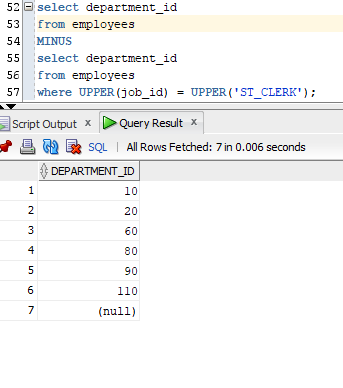 52 select department_id
53 from employees
54 MINUS
55 select department_id
56 from employees
57 where UPPER(job_id) = UPPER('ST_CLERK');
Script Output x Query Result x
SQL | All Rows Fetched: 7 in 0.006 seconds
DEPARTMENT_ID
1 10
2 20
3 60
4 80
5 90
6 110
7 (null)